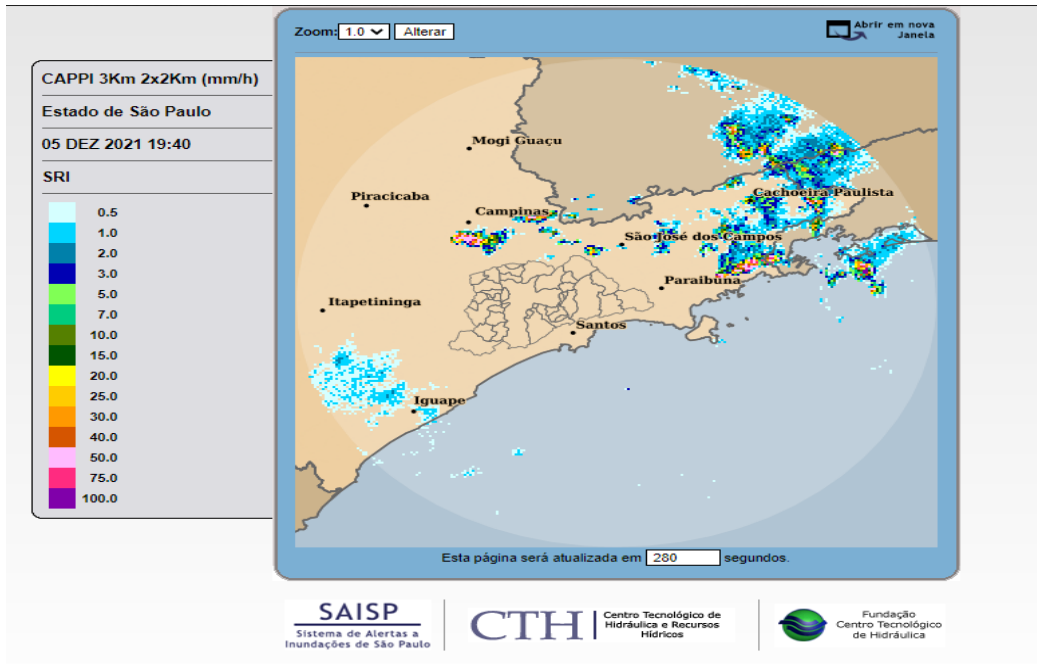 Zoom: 1.0 Alterar
Abrir em nova
Janela
CAPPI 3Km 2x2Km (mm/h)
Estado de São Paulo
05 DEZ 2021 19:40
SRI
0.5
1.0
2.0
3.0
5.0
7.0
10.0
15.0
20.0
25.0
30.0
40.0
50.0
75.0
100.0
Mogi Guaçu
Piracicaba
Cachoeira Paulista
Campinas
São José dos Campos
Paraibuna
Itapetininga
Santos
Iguape
Esta página será atualizada em 280 segundos.
SAISP
Sistema de Alertas a
Inundações de São Paulo
CTH
Centro Tecnológico de
Hidráulica e Recursos
Hídricos
Fundação
Centro Tecnológico
de Hidráulica